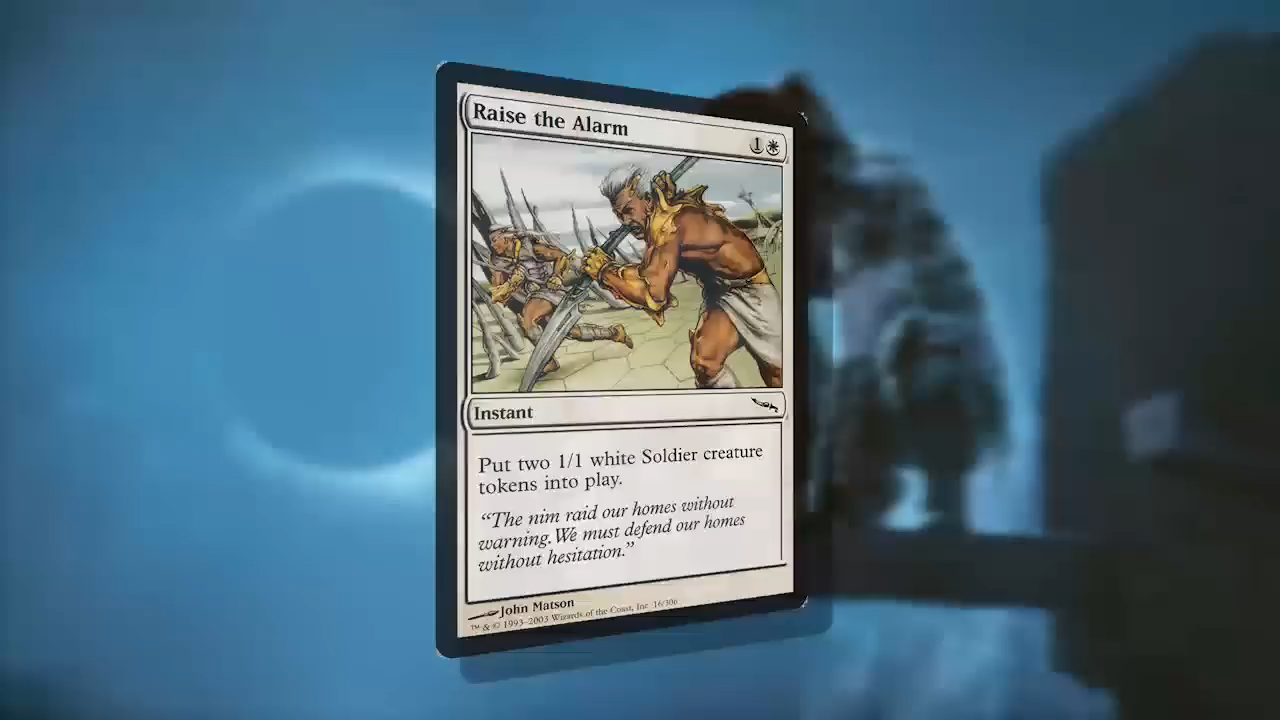 Raise the Alarm
1
Instant
Put two 1/1 white Soldier creature
tokens into play.
“The nim raid our homes without
warning. We must defend our homes
without hesitation.”
John Matson
™ & © 1993–2003 Wizards of the Coast, Inc. 16/306